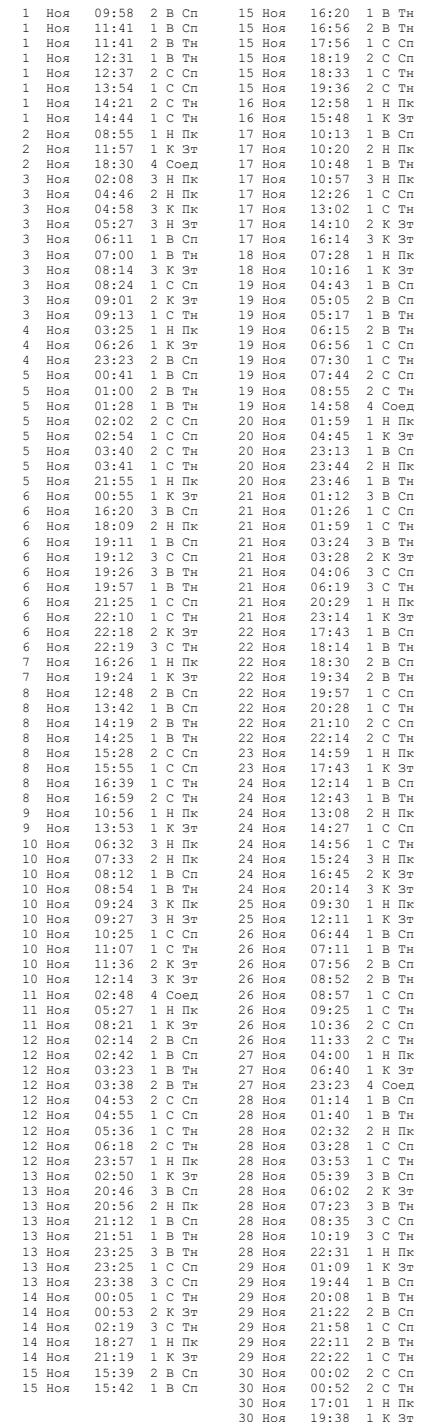 1 Ноя 09:58 2 В Сп
1 Ноя 11:41 1 В Сп
1 Ноя 11:41 2 В Тн
1 Ноя 12:31 1 В Тн
1 Ноя 12:37 2 С Сп
1 Ноя 13:54 1 С Сп
1 Ноя 14:21 2 С Тн
1 Ноя 14:44 1 С Тн
2 Ноя 08:55 1 Н Пк
2 Ноя 11:57 1 К Эт
2 Ноя 18:30 4 Соед
3 Ноя 02:08 3 Н Пк
3 Ноя 04:46 2 Н Пк
3 Ноя 04:58 3 К Пк
3 Ноя 05:27 3 Н Эт
3 Ноя 06:11 1 В Сп
3 Ноя 07:00 1 В Тн
3 Ноя 08:14 3 К Эт
3 Ноя 08:24 1 С Сп
3 Ноя 09:01 2 К Эт
3 Ноя 09:13 1 С Тн
4 Ноя 03:25 1 Н Пк
4 Ноя 06:26 1 К Эт
4 Ноя 23:23 2 В Сп
5 Ноя 00:41 1 В Сп
5 Ноя 01:00 2 В Тн
5 Ноя 01:28 1 В Тн
5 Ноя 02:02 2 С Сп
5 Ноя 02:54 1 С Сп
5 Ноя 03:40 2 С Тн
5 Ноя 03:41 1 С Тн
5 Ноя 21:55 1 Н Пк
6 Ноя 00:55 1 К Эт
6 Ноя 16:20 3 В Сп
6 Ноя 18:09 2 Н Пк
6 Ноя 19:11 1 В Сп
6 Ноя 19:12 3 С Сп
6 Ноя 19:26 3 В Тн
6 Ноя 19:57 1 В Тн
6 Ноя 21:25 1 С Сп
6 Ноя 22:10 1 С Тн
6 Ноя 22:18 2 К Эт
6 Ноя 22:19 3 С Тн
7 Ноя 16:26 1 Н Пк
7 Ноя 19:24 1 К Эт
8 Ноя 12:48 2 В Сп
8 Ноя 13:42 1 В Сп
8 Ноя 14:19 2 В Тн
8 Ноя 14:25 1 В Тн
8 Ноя 15:28 2 С Сп
8 Ноя 15:55 1 С Сп
8 Ноя 16:39 1 С Тн
8 Ноя 16:59 2 С Тн
9 Ноя 10:56 1 Н Пк
9 Ноя 13:53 1 К Эт
10 Ноя 06:32 3 Н Пк
10 Ноя 07:33 2 Н Пк
10 Ноя 08:12 1 В Сп
10 Ноя 08:54 1 В Тн
10 Ноя 09:24 3 К Пк
10 Ноя 09:27 3 Н Эт
10 Ноя 10:25 1 С Сп
10 Ноя 11:07 1 С Тн
10 Ноя 11:36 2 К Эт
10 Ноя 12:14 3 К Эт
11 Ноя 02:48 4 Соед
11 Ноя 05:27 1 Н Пк
11 Ноя 08:21 1 К Эт
12 Ноя 02:14 2 В Сп
12 Ноя 02:42 1 В Сп
12 Ноя 03:23 1 В Тн
12 Ноя 03:38 2 В Тн
12 Ноя 04:53 2 С Сп
12 Ноя 04:55 1 С Сп
12 Ноя 05:36 1 С Тн
12 Ноя 06:18 2 С Тн
12 Ноя 23:57 1 Н Пк
13 Ноя 02:50 1 К Эт
13 Ноя 20:46 3 В Сп
13 Ноя 20:56 2 Н Пк
13 Ноя 21:12 1 В Сп
13 Ноя 21:51 1 В Тн
13 Ноя 23:25 3 В Тн
13 Ноя 23:25 1 С Сп
13 Ноя 23:38 3 С Сп
14 Ноя 00:05 1 С Тн
14 Ноя 00:53 2 К Эт
14 Ноя 02:19 3 С Тн
14 Ноя 18:27 1 Н Пк
14 Ноя 21:19 1 К Эт
15 Ноя 15:39 2 В Сп
15 Ноя 15:42 1 В Сп
15 Ноя 16:20 1 В Тн
15 Ноя 16:56 2 В Тн
15 Ноя 17:56 1 С Сп
15 Ноя 18:19 2 С Сп
15 Ноя 18:33 1 С Тн
15 Ноя 19:36 2 С Тн
16 Ноя 12:58 1 Н Пк
16 Ноя 15:48 1 К Эт
17 Ноя 10:13 1 В Сп
17 Ноя 10:20 2 Н Пк
17 Ноя 10:48 1 В Тн
17 Ноя 10:57 3 Н Пк
17 Ноя 12:26 1 С Сп
17 Ноя 13:02 1 С Тн
17 Ноя 14:10 2 К Эт
17 Ноя 16:14 3 К Эт
18 Ноя 07:28 1 Н Пк
18 Ноя 10:16 1 К Эт
19 Ноя 04:43 1 В Сп
19 Ноя 05:05 2 В Сп
19 Ноя 05:17 1 В Тн
19 Ноя 06:15 2 В Тн
19 Ноя 06:56 1 С Сп
19 Ноя 07:30 1 С Тн
19 Ноя 07:44 2 С Сп
19 Ноя 08:55 2 С Тн
19 Ноя 14:58 4 Соед
20 Ноя 01:59 1 Н Пк
20 Ноя 04:45 1 К Эт
20 Ноя 23:13 1 В Сп
20 Ноя 23:44 2 Н Пк
20 Ноя 23:46 1 В Тн
21 Ноя 01:12 3 В Сп
21 Ноя 01:26 1 С Сп
21 Ноя 01:59 1 С Тн
21 Ноя 03:24 3 В Тн
21 Ноя 03:28 2 К Эт
21 Ноя 04:06 3 С Сп
21 Ноя 06:19 3 С Тн
21 Ноя 20:29 1 Н Пк
21 Ноя 23:14 1 К Эт
22 Ноя 17:43 1 В Сп
22 Ноя 18:14 1 В Тн
22 Ноя 18:30 2 В Сп
22 Ноя 19:34 2 В Тн
22 Ноя 19:57 1 С Сп
22 Ноя 20:28 1 С Тн
22 Ноя 21:10 2 С Сп
22 Ноя 22:14 2 С Тн
23 Ноя 14:59 1 Н Пк
23 Ноя 17:43 1 К Эт
24 Ноя 12:14 1 В Сп
24 Ноя 12:43 1 В Тн
24 Ноя 13:08 2 Н Пк
24 Ноя 14:27 1 С Сп
24 Ноя 14:56 1 С Тн
24 Ноя 15:24 3 Н Пк
24 Ноя 16:45 2 К Эт
24 Ноя 20:14 3 К Эт
25 Ноя 09:30 1 Н Пк
25 Ноя 12:11 1 К Эт
26 Ноя 06:44 1 В Сп
26 Ноя 07:11 1 В Тн
26 Ноя 07:56 2 В Сп
26 Ноя 08:52 2 В Тн
26 Ноя 08:57 1 С Сп
26 Ноя 09:25 1 С Тн
26 Ноя 10:36 2 С Сп
26 Ноя 11:33 2 С Тн
27 Ноя 04:00 1 Н Пк
27 Ноя 06:40 1 К Эт
27 Ноя 23:23 4 Соед
28 Ноя 01:14 1 В Сп
28 Ноя 01:40 1 В Тн
28 Ноя 02:32 2 Н Пк
28 Ноя 03:28 1 С Сп
28 Ноя 03:53 1 С Тн
28 Ноя 05:39 3 В Сп
28 Ноя 06:02 2 К Эт
28 Ноя 07:23 3 В Тн
28 Ноя 08:35 3 С Сп
28 Ноя 10:19 3 С Тн
28 Ноя 22:31 1 Н Пк
29 Ноя 01:09 1 К Эт
29 Ноя 19:44 1 В Сп
29 Ноя 20:08 1 В Тн
29 Ноя 21:22 2 В Сп
29 Ноя 21:58 1 С Сп
29 Ноя 22:11 2 В Тн
29 Ноя 22:22 1 С Тн
30 Ноя 00:02 2 С Сп
30 Ноя 00:52 2 С Тн
30 Ноя 17:01 1 Н Пк
30 Ноя 19:38 1 К Эт